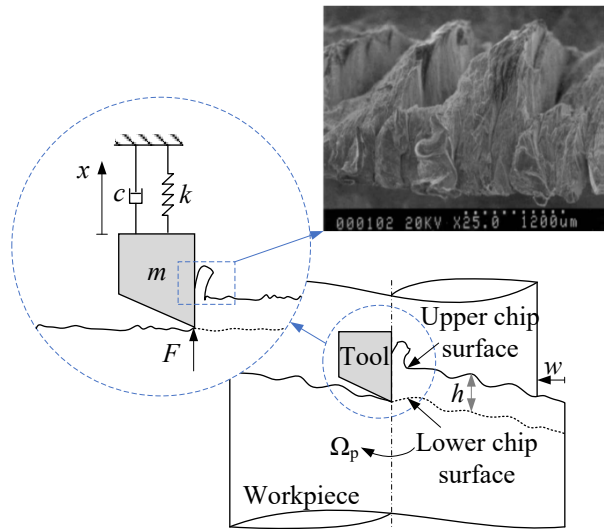 000102 20KV X25.0 1200um
x
c
k
m
F
Tool
Upper chip
surface
w
h
Ωp
Lower chip
surface
Workpiece